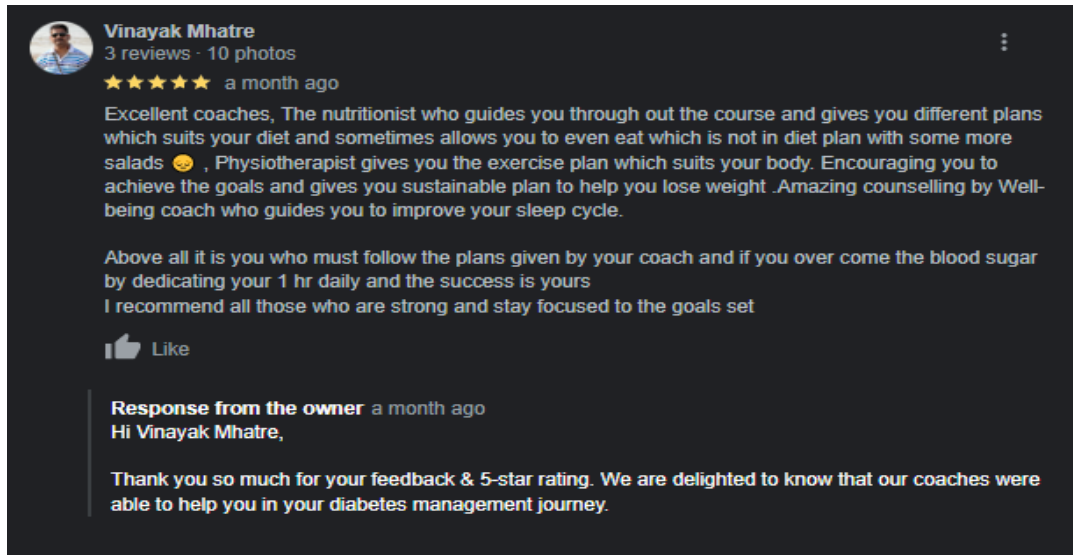 Vinayak Mhatre
3 reviews · 10 photos
a month ago
Excellent coaches, The nutritionist who guides you through out the course and gives you different plans
which suits your diet and sometimes allows you to even eat which is not in diet plan with some more
salads 😞 , Physiotherapist gives you the exercise plan which suits your body. Encouraging you to
achieve the goals and gives you sustainable plan to help you lose weight .Amazing counselling by Well-
being coach who guides you to improve your sleep cycle.
Above all it is you who must follow the plans given by your coach and if you over come the blood sugar
by dedicating your 1 hr daily and the success is yours
I recommend all those who are strong and stay focused to the goals set
Like
Response from the owner a month ago
Hi Vinayak Mhatre,
Thank you so much for your feedback & 5-star rating. We are delighted to know that our coaches were
able to help you in your diabetes management journey.